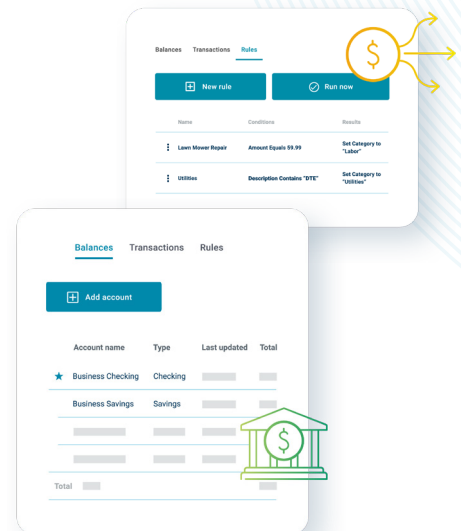 Balances Transactions Rules
New rule Run now
Name Conditions Results
Lawn Mower Repair Amount Equals 59.99 Set Category to
"Labor"
Utilities Description Contains "DTE" Set Category to
"Utilities"
$
Balances Transactions Rules
Add account
Account name Type Last updated Total
Business Checking Checking
Business Savings Savings
$
Total